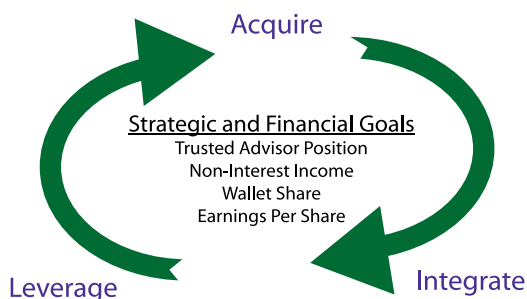 Acquire
Strategic and Financial Goals
Trusted Advisor Position
Non-Interest Income
Wallet Share
Earnings Per Share
Integrate
Leverage